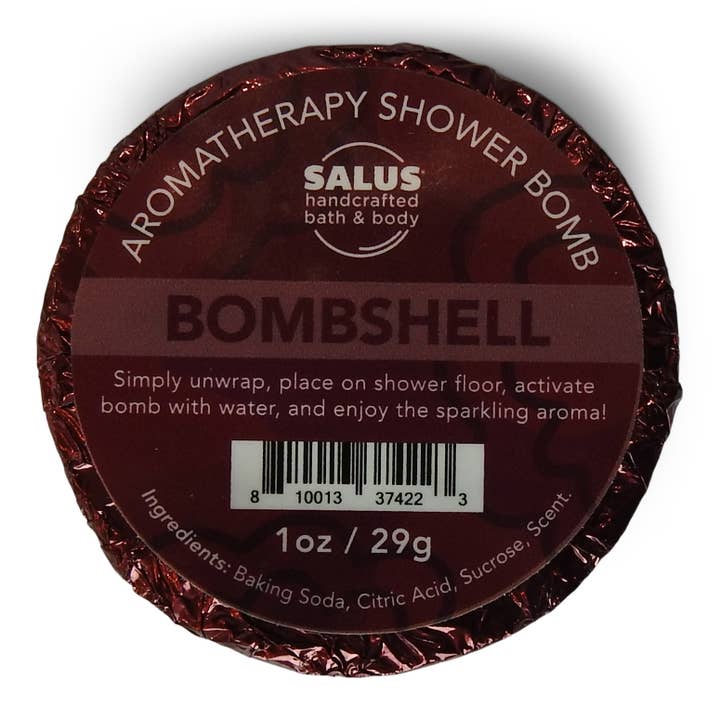 AROMATHERAPY SHOWER BOMB
SALUS
handcrafted
bath & body
BOMBSHELL
Simply unwrap, place on shower floor, activate
bomb with water, and enjoy the sparkling aroma!
8 10013 37422 3
1oz / 29g
Ingredients: Baking Soda, Citric Acid, Sucrose, Scent.